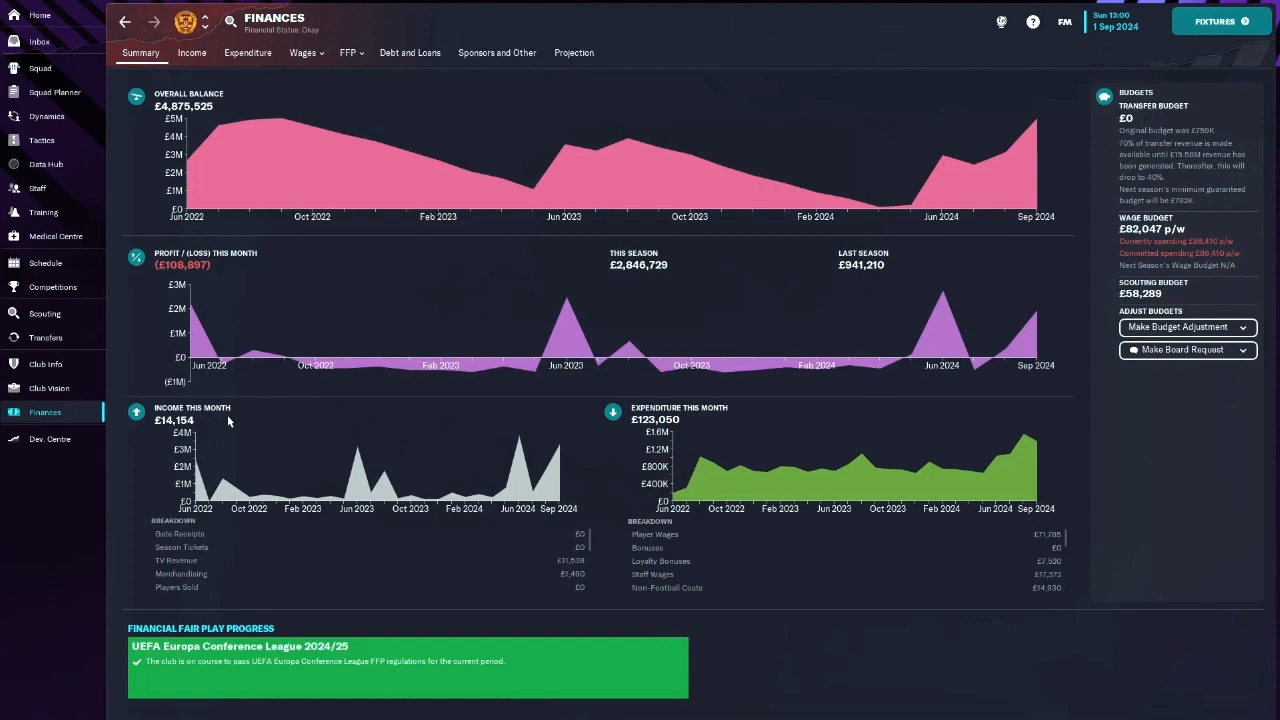 Home
Inbox
Squad
Squad Planner
Dynamics
Tactics
Data Hub
Staff
Training
Medical Centre
Schedule
Competitions
Scouting
Transfers
Club Info
Club Vision
Finances
Dev. Centre
FINANCES
Financial Status: Okay
FM
Sun 13:00
1 Sep 2024
FIXTURES
Summary Income Expenditure Wages FFP Debt and Loans Sponsors and Other Projection
OVERALL BALANCE
£4,875,525
£5M
£4M
£3M
£2M
£1M
£0
Jun 2022 Oct 2022 Feb 2023 Jun 2023 Oct 2023 Feb 2024 Jun 2024 Sep 2024
PROFIT / (LOSS) THIS MONTH
(£108,897)
THIS SEASON
£2,846,729
LAST SEASON
£941,210
£3M
£2M
£1M
£0
(£1M)
Jun 2022 Oct 2022 Feb 2023 Jun 2023 Oct 2023 Feb 2024 Jun 2024 Sep 2024
INCOME THIS MONTH
£14,154
£4M
£3M
£2M
£1M
£0
Jun 2022 Oct 2022 Feb 2023 Jun 2023 Oct 2023 Feb 2024 Jun 2024 Sep 2024
BREAKDOWN
Gate Receipts £0
Season Tickets £0
TV Revenue £11,538
Merchandising £1,490
Players Sold £0
EXPENDITURE THIS MONTH
£123,050
£1.6M
£1.2M
£800K
£400K
£0
Jun 2022 Oct 2022 Feb 2023 Jun 2023 Oct 2023 Feb 2024 Jun 2024 Sep 2024
BREAKDOWN
Player Wages £71,785
Bonuses £0
Loyalty Bonuses £7,520
Staff Wages £17,372
Non-Football Costs £14,930
BUDGETS
TRANSFER BUDGET
£0
Original budget was £759K
70% of transfer revenue is made
available until £15.58M revenue has
been generated. Thereafter, this will
drop to 40%.
Next season's minimum guaranteed
budget will be £782K.
WAGE BUDGET
£82,047 p/w
Currently spending £86,410 p/w
Committed spending £86,410 p/w
Next Season's Wage Budget N/A
SCOUTING BUDGET
£58,289
ADJUST BUDGETS
Make Budget Adjustment
Make Board Request
FINANCIAL FAIR PLAY PROGRESS
UEFA Europa Conference League 2024/25
The club is on course to pass UEFA Europa Conference League FFP regulations for the current period.